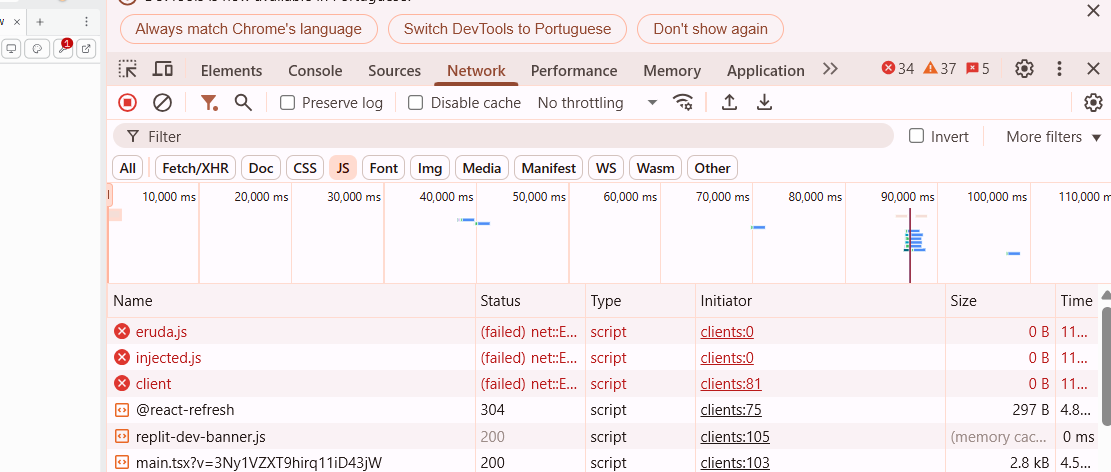 DevTools is now available in Portuguese!
Always match Chrome's language Switch DevTools to Portuguese Don't show again
1
Elements Console Sources Network Performance Memory Application 34 37 5
Preserve log Disable cache No throttling
Filter Invert More filters
All Fetch/XHR Doc CSS JS Font Img Media Manifest WS Wasm Other
10,000 ms 20,000 ms 30,000 ms 40,000 ms 50,000 ms 60,000 ms 70,000 ms 80,000 ms 90,000 ms 100,000 ms 110,000 m
Name Status Type Initiator Size Time
eruda.js (failed) net::E... script clients:0 0 B 11...
injected.js (failed) net::E... script clients:0 0 B 11...
client (failed) net::E... script clients:81 0 B 11...
@react-refresh 304 script clients:75 297 B 4.8...
replit-dev-banner.js 200 script clients:105 (memory cac... 0 ms
main.tsx?v=3Ny1VZXT9hirq11iD43jW 200 script clients:103 2.8 kB 4.5...